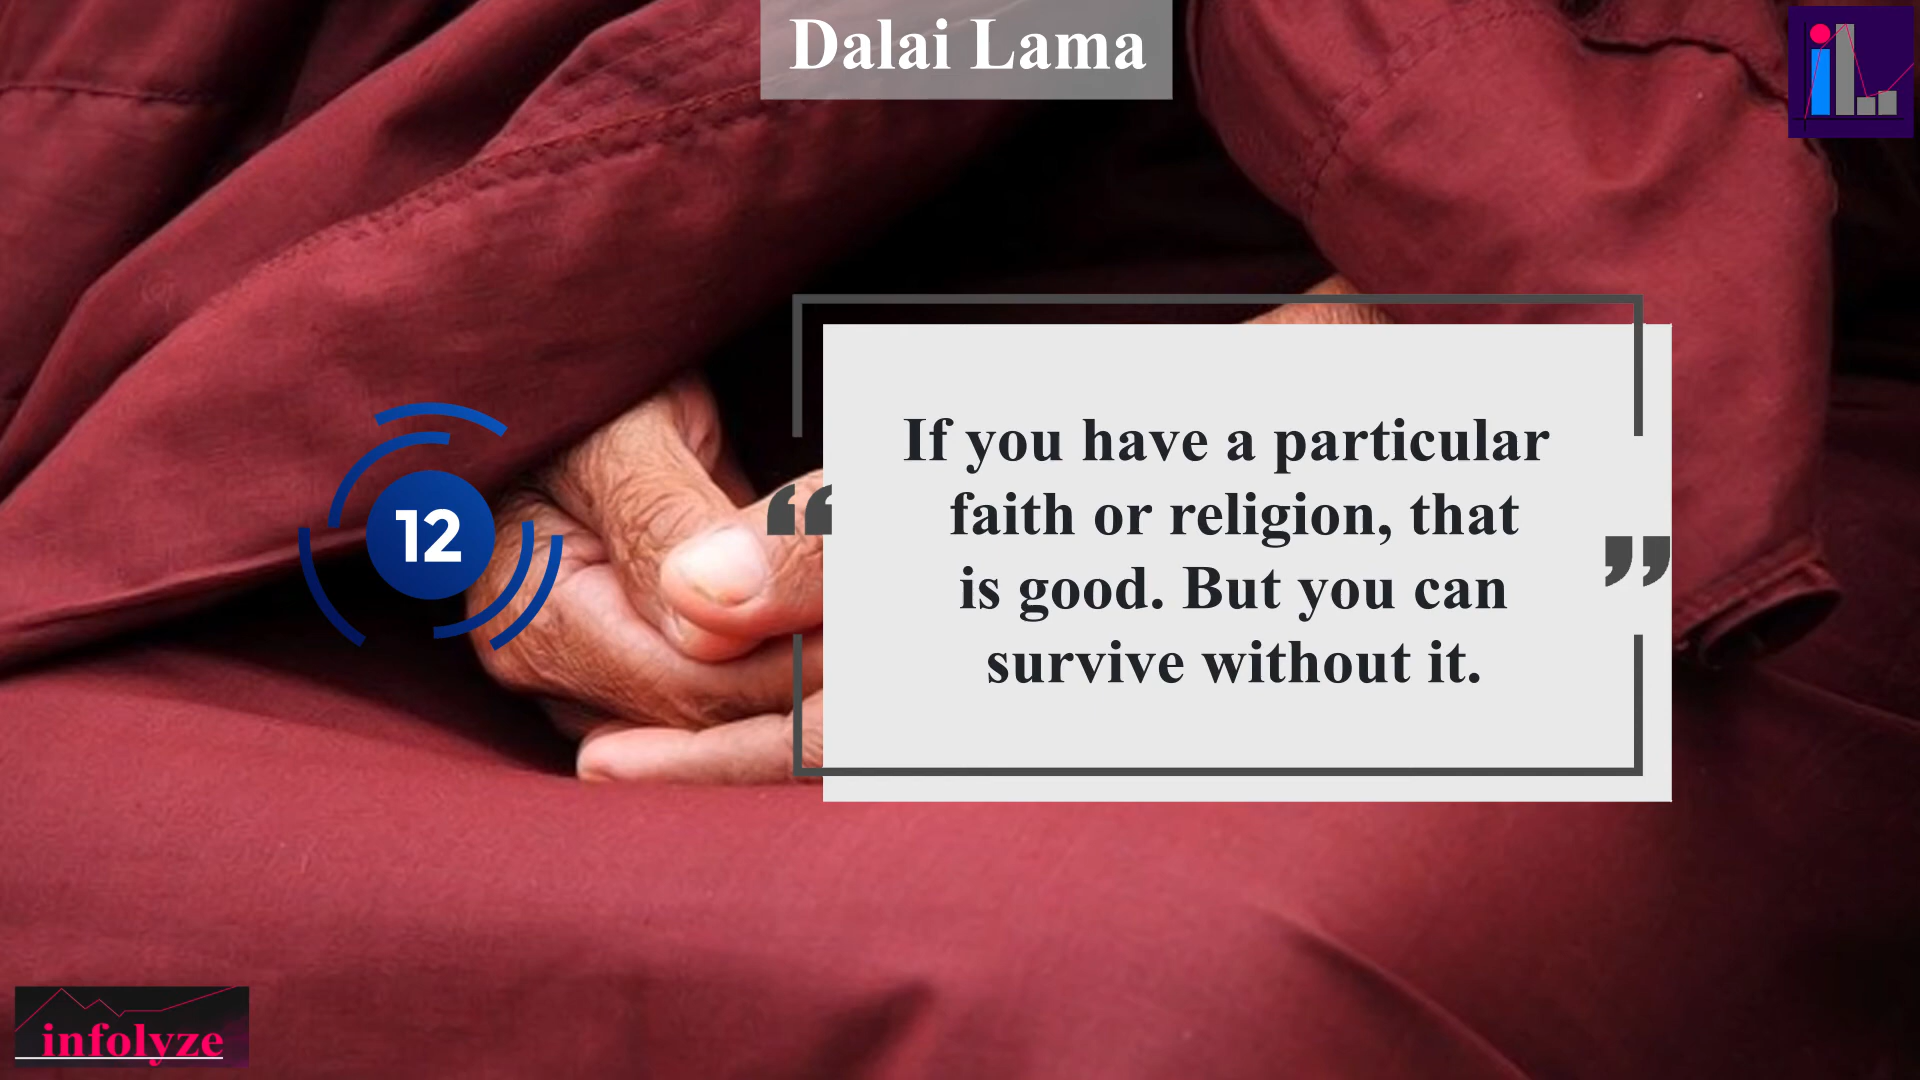 Dalai Lama
12
“
If you have a particular
faith or religion, that
is good. But you can
survive without it.
”
infolyze